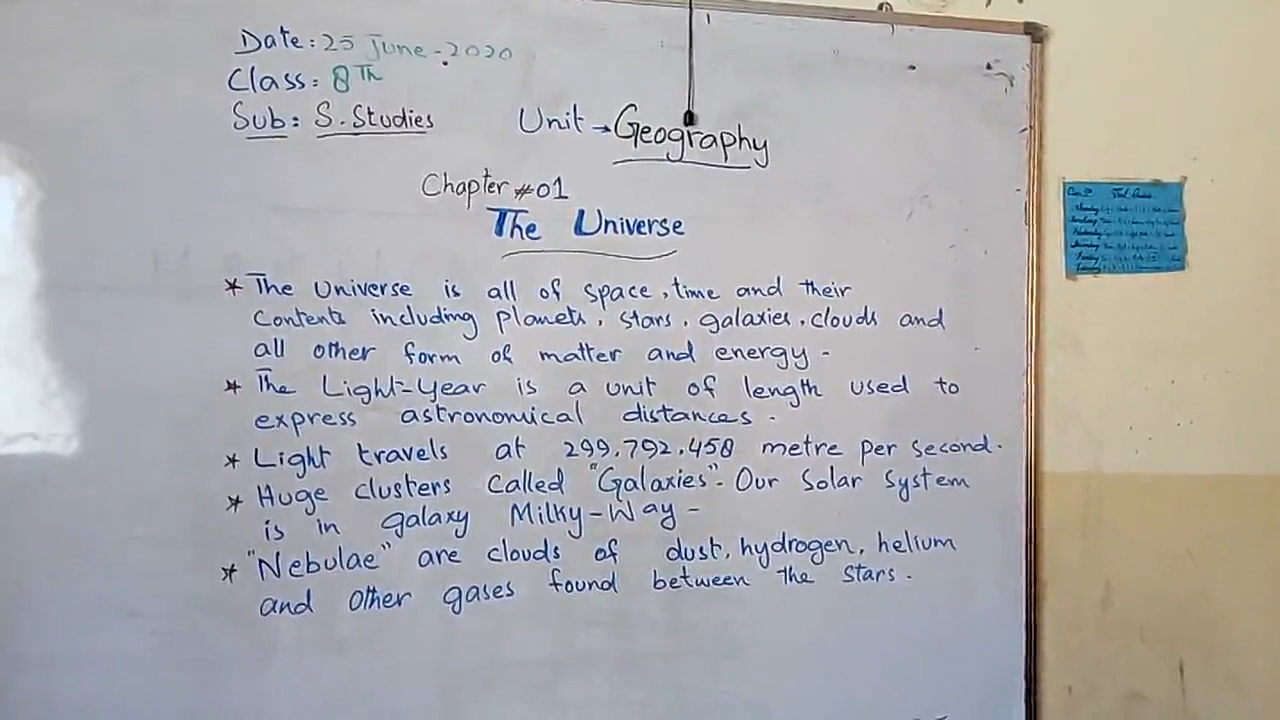 Date: 25 June-2020
Class: 8Th
Sub: S. Studies
Unit → Geography
Chapter # 01
The Universe
* The Universe is all of space, time and their
Contents including planets, stars, galaxies, clouds and
all other form of matter and energy -
* The Light-Year is a unit of length used to
express astronomical distances.
* Light travels at 299,792,458 metre per second.
* Huge clusters called "Galaxies". Our Solar System
is in galaxy Milky-Way -
* "Nebulae" are clouds of dust, hydrogen, helium
and other gases found between the stars.